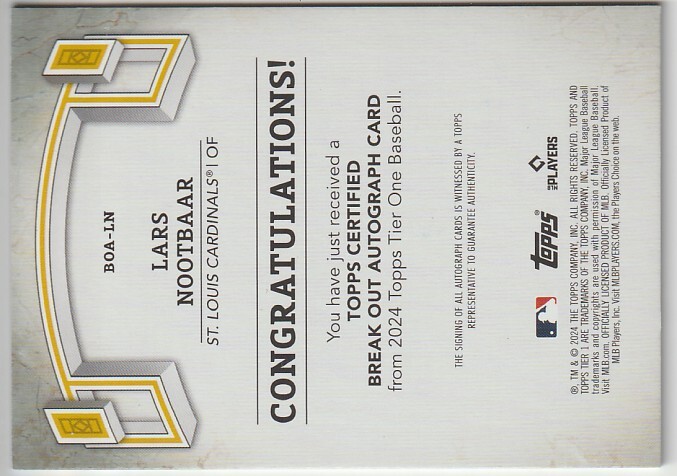 BOA-LN
LARS
NOOTBAAR
ST. LOUIS CARDINALS® | OF
CONGRATULATIONS!
You have just received a
TOPPS CERTIFIED
BREAK OUT AUTOGRAPH CARD
from 2024 Topps Tier One Baseball.
THE SIGNING OF ALL AUTOGRAPH CARDS IS WITNESSED BY A TOPPS
REPRESENTATIVE TO GUARANTEE AUTHENTICITY.
topps®
MLB PLAYERS
®, TM & © 2024 THE TOPPS COMPANY, INC. ALL RIGHTS RESERVED. TOPPS AND
TOPPS TIER 1 ARE TRADEMARKS OF THE TOPPS COMPANY, INC. Major League Baseball
trademarks and copyrights are used with permission of Major League Baseball.
Visit MLB.com. OFFICIALLY LICENSED PRODUCT OF MLB. Officially Licensed Product of
MLB Players, Inc. Visit MLBPLAYERS.COM, the Players Choice on the web.